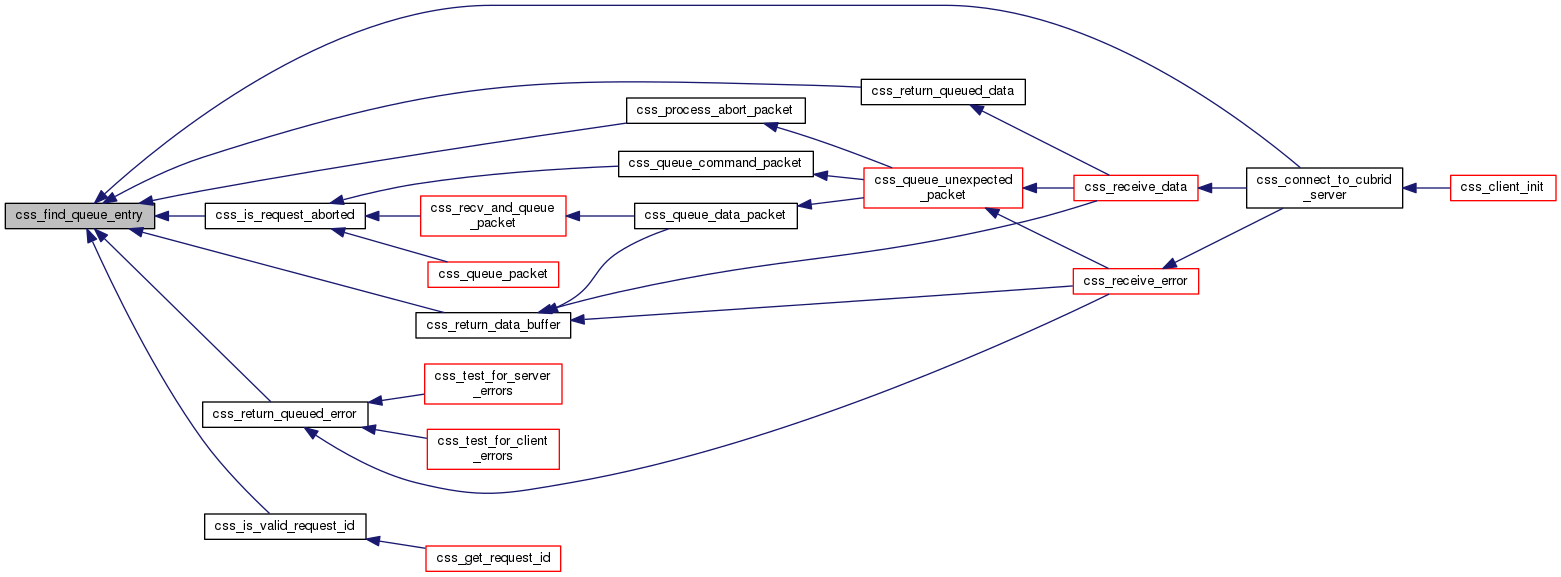 css_find_queue_entry
css_is_request_aborted
css_return_queued_error
css_is_valid_request_id
css_recv_and_queue
_packet
css_queue_packet
css_return_data_buffer
css_test_for_server
_errors
css_test_for_client
_errors
css_get_request_id
css_process_abort_packet
css_queue_command_packet
css_queue_data_packet
css_return_queued_data
css_queue_unexpected
_packet
css_receive_data
css_receive_error
css_connect_to_cubrid
_server
css_client_init